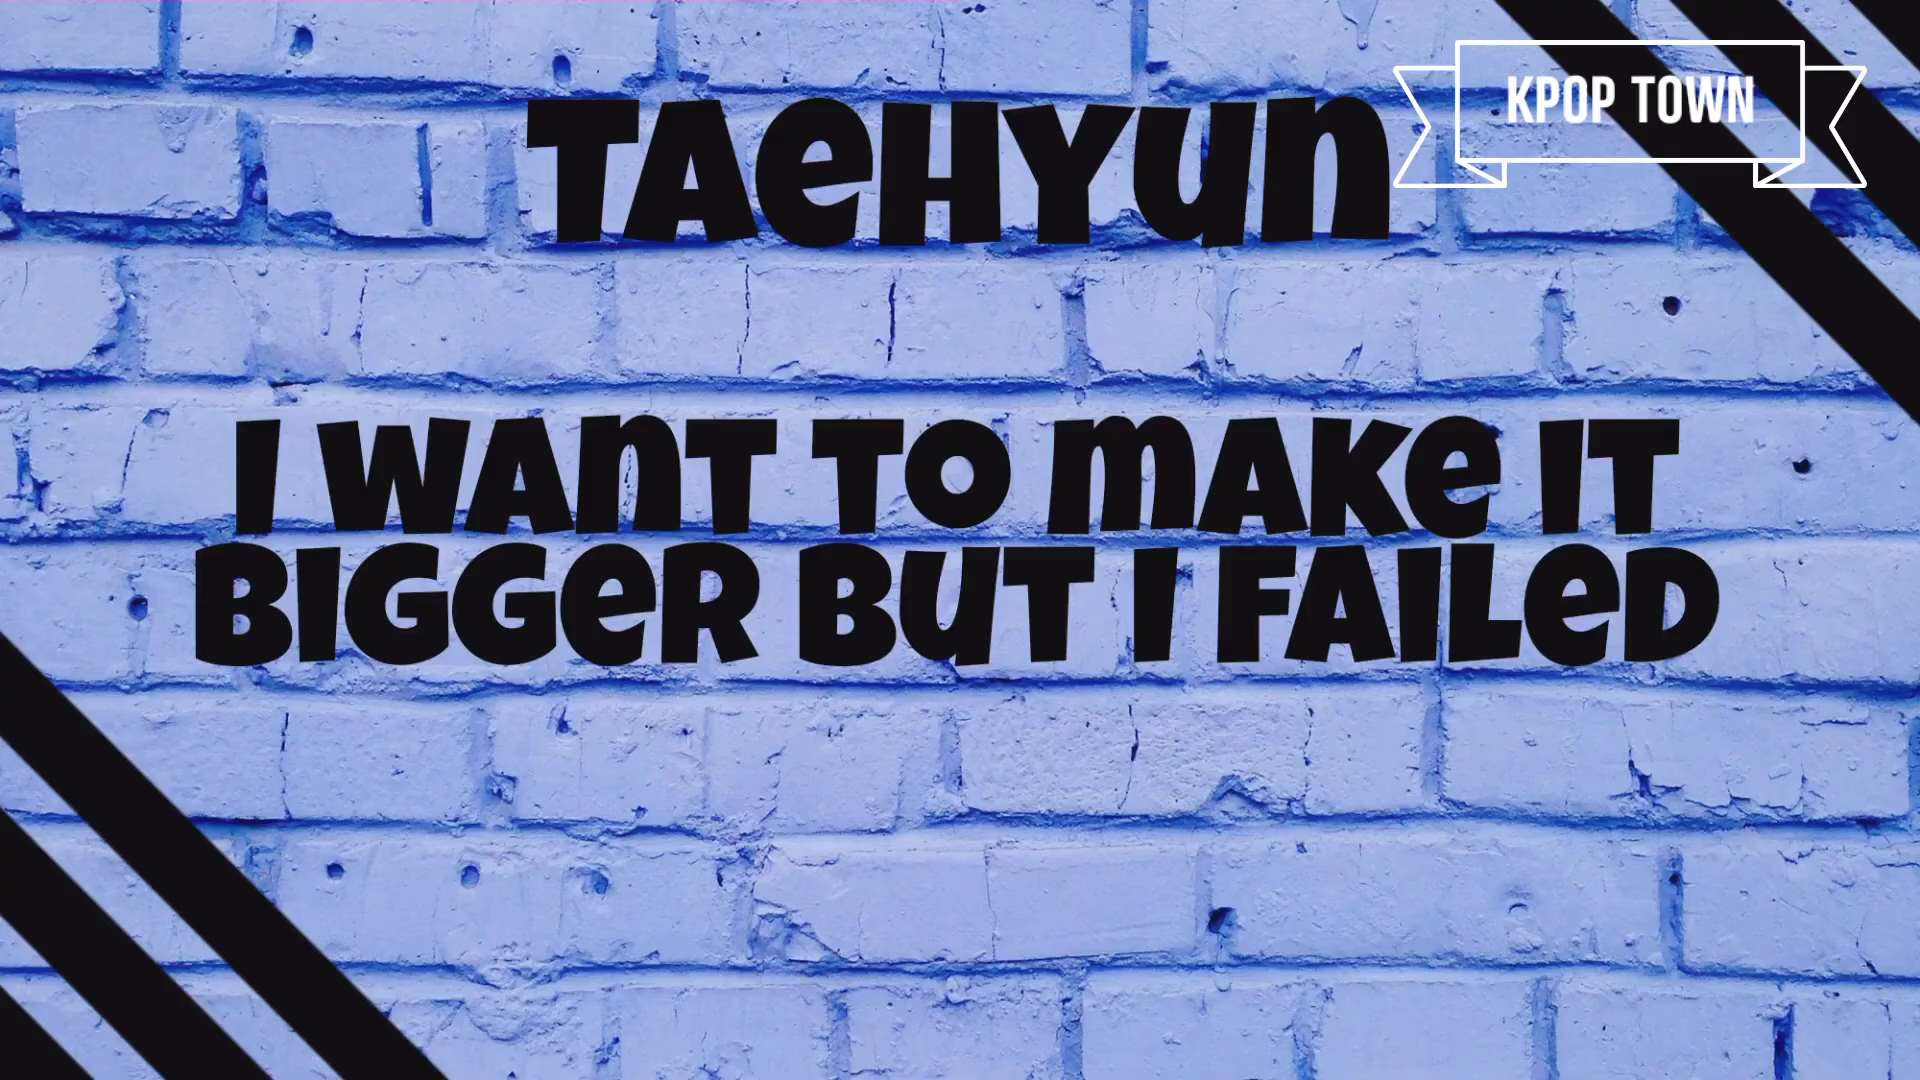 KPOP TOWN
TAeHYun
I WAnT TO mAKe IT
BIGGeR BuT I FAILeD